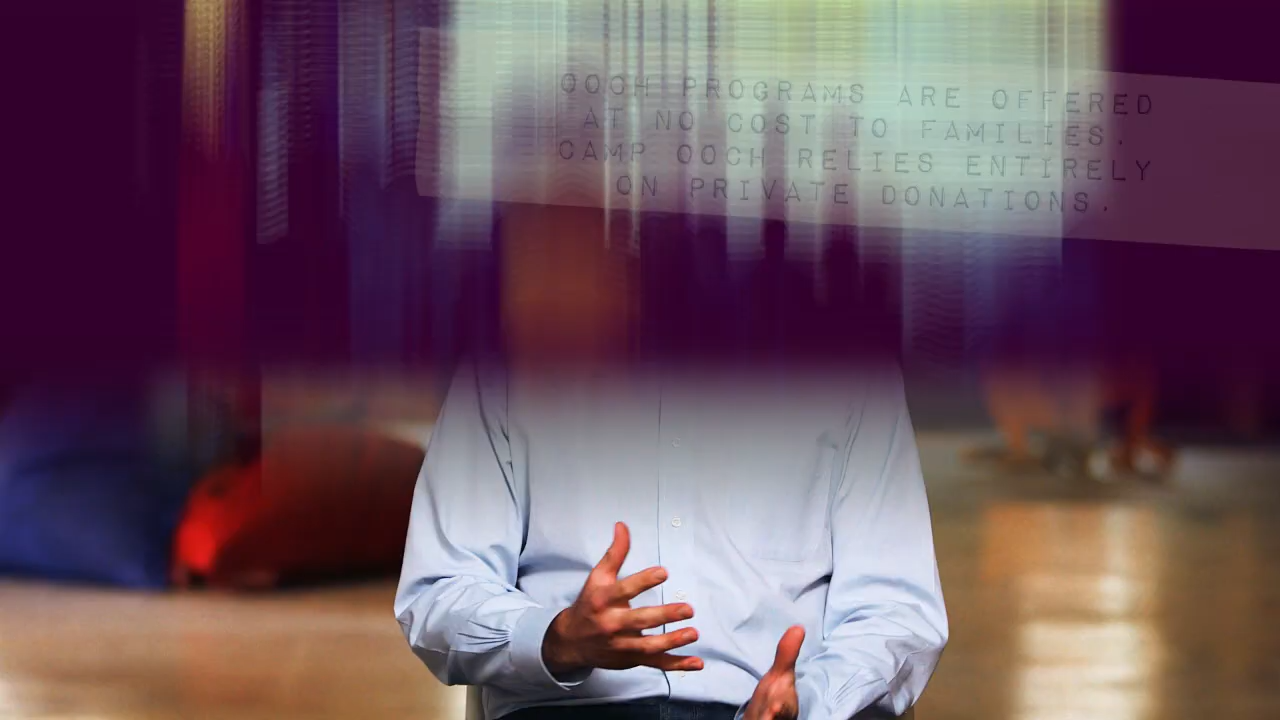 OOCH PROGRAMS ARE OFFERED
AT NO COST TO FAMILIES.
CAMP OOCH RELIES ENTIRELY
ON PRIVATE DONATIONS.